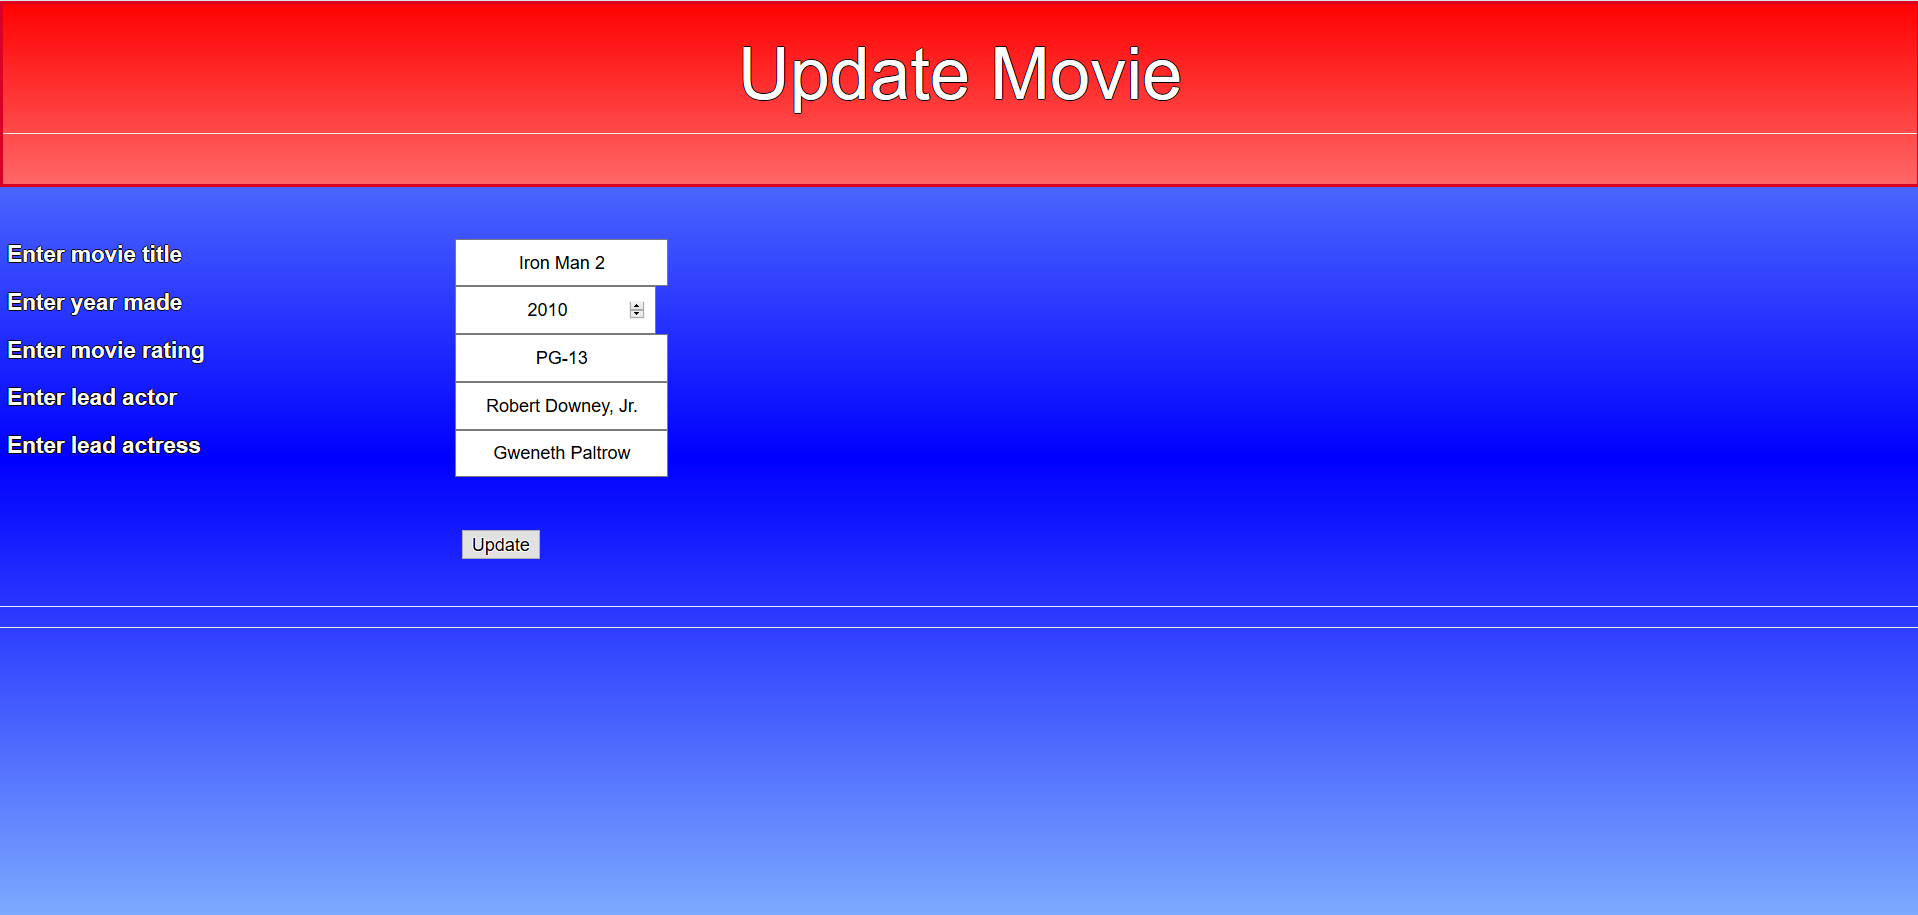 Update Movie
Enter movie title Iron Man 2
Enter year made 2010
Enter movie rating PG-13
Enter lead actor Robert Downey, Jr.
Enter lead actress Gweneth Paltrow
Update